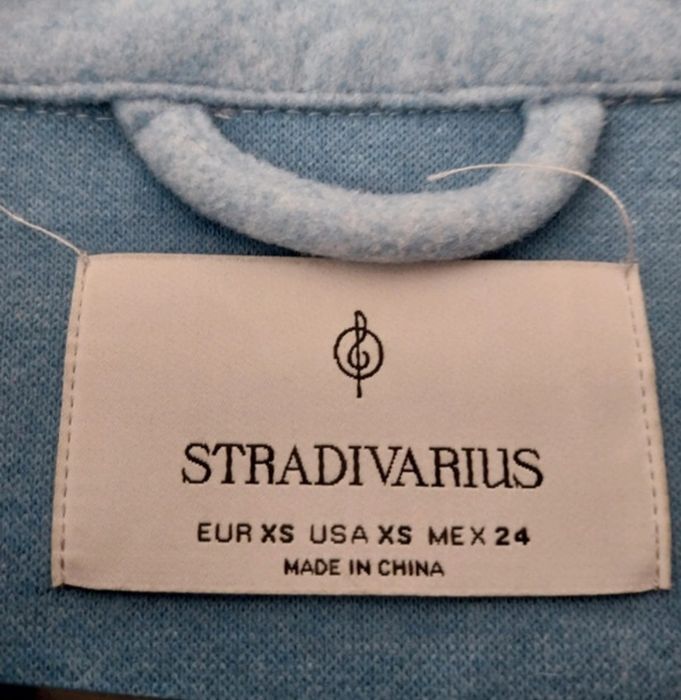 STRADIVARIUS
EUR XS USA XS MEX 24
MADE IN CHINA